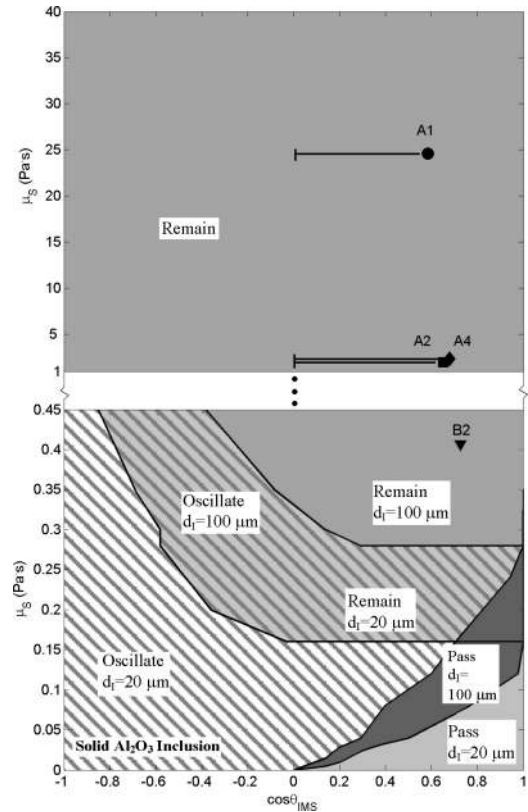 40
35
30
25
20
15
10
5
1
μS (Pa·s)
A1
Remain
A2 A4
0.45
0.4
0.35
0.3
0.25
0.2
0.15
0.1
0.05
0
μS (Pa·s)
B2
Oscillate
dI=100 μm
Remain
dI=100 μm
Remain
dI=20 μm
Oscillate
dI=20 μm
Pass
dI=
100 μm
Pass
dI=20 μm
Solid Al2O3 Inclusion
-1 -0.8 -0.6 -0.4 -0.2 0 0.2 0.4 0.6 0.8 1
cosθIMS